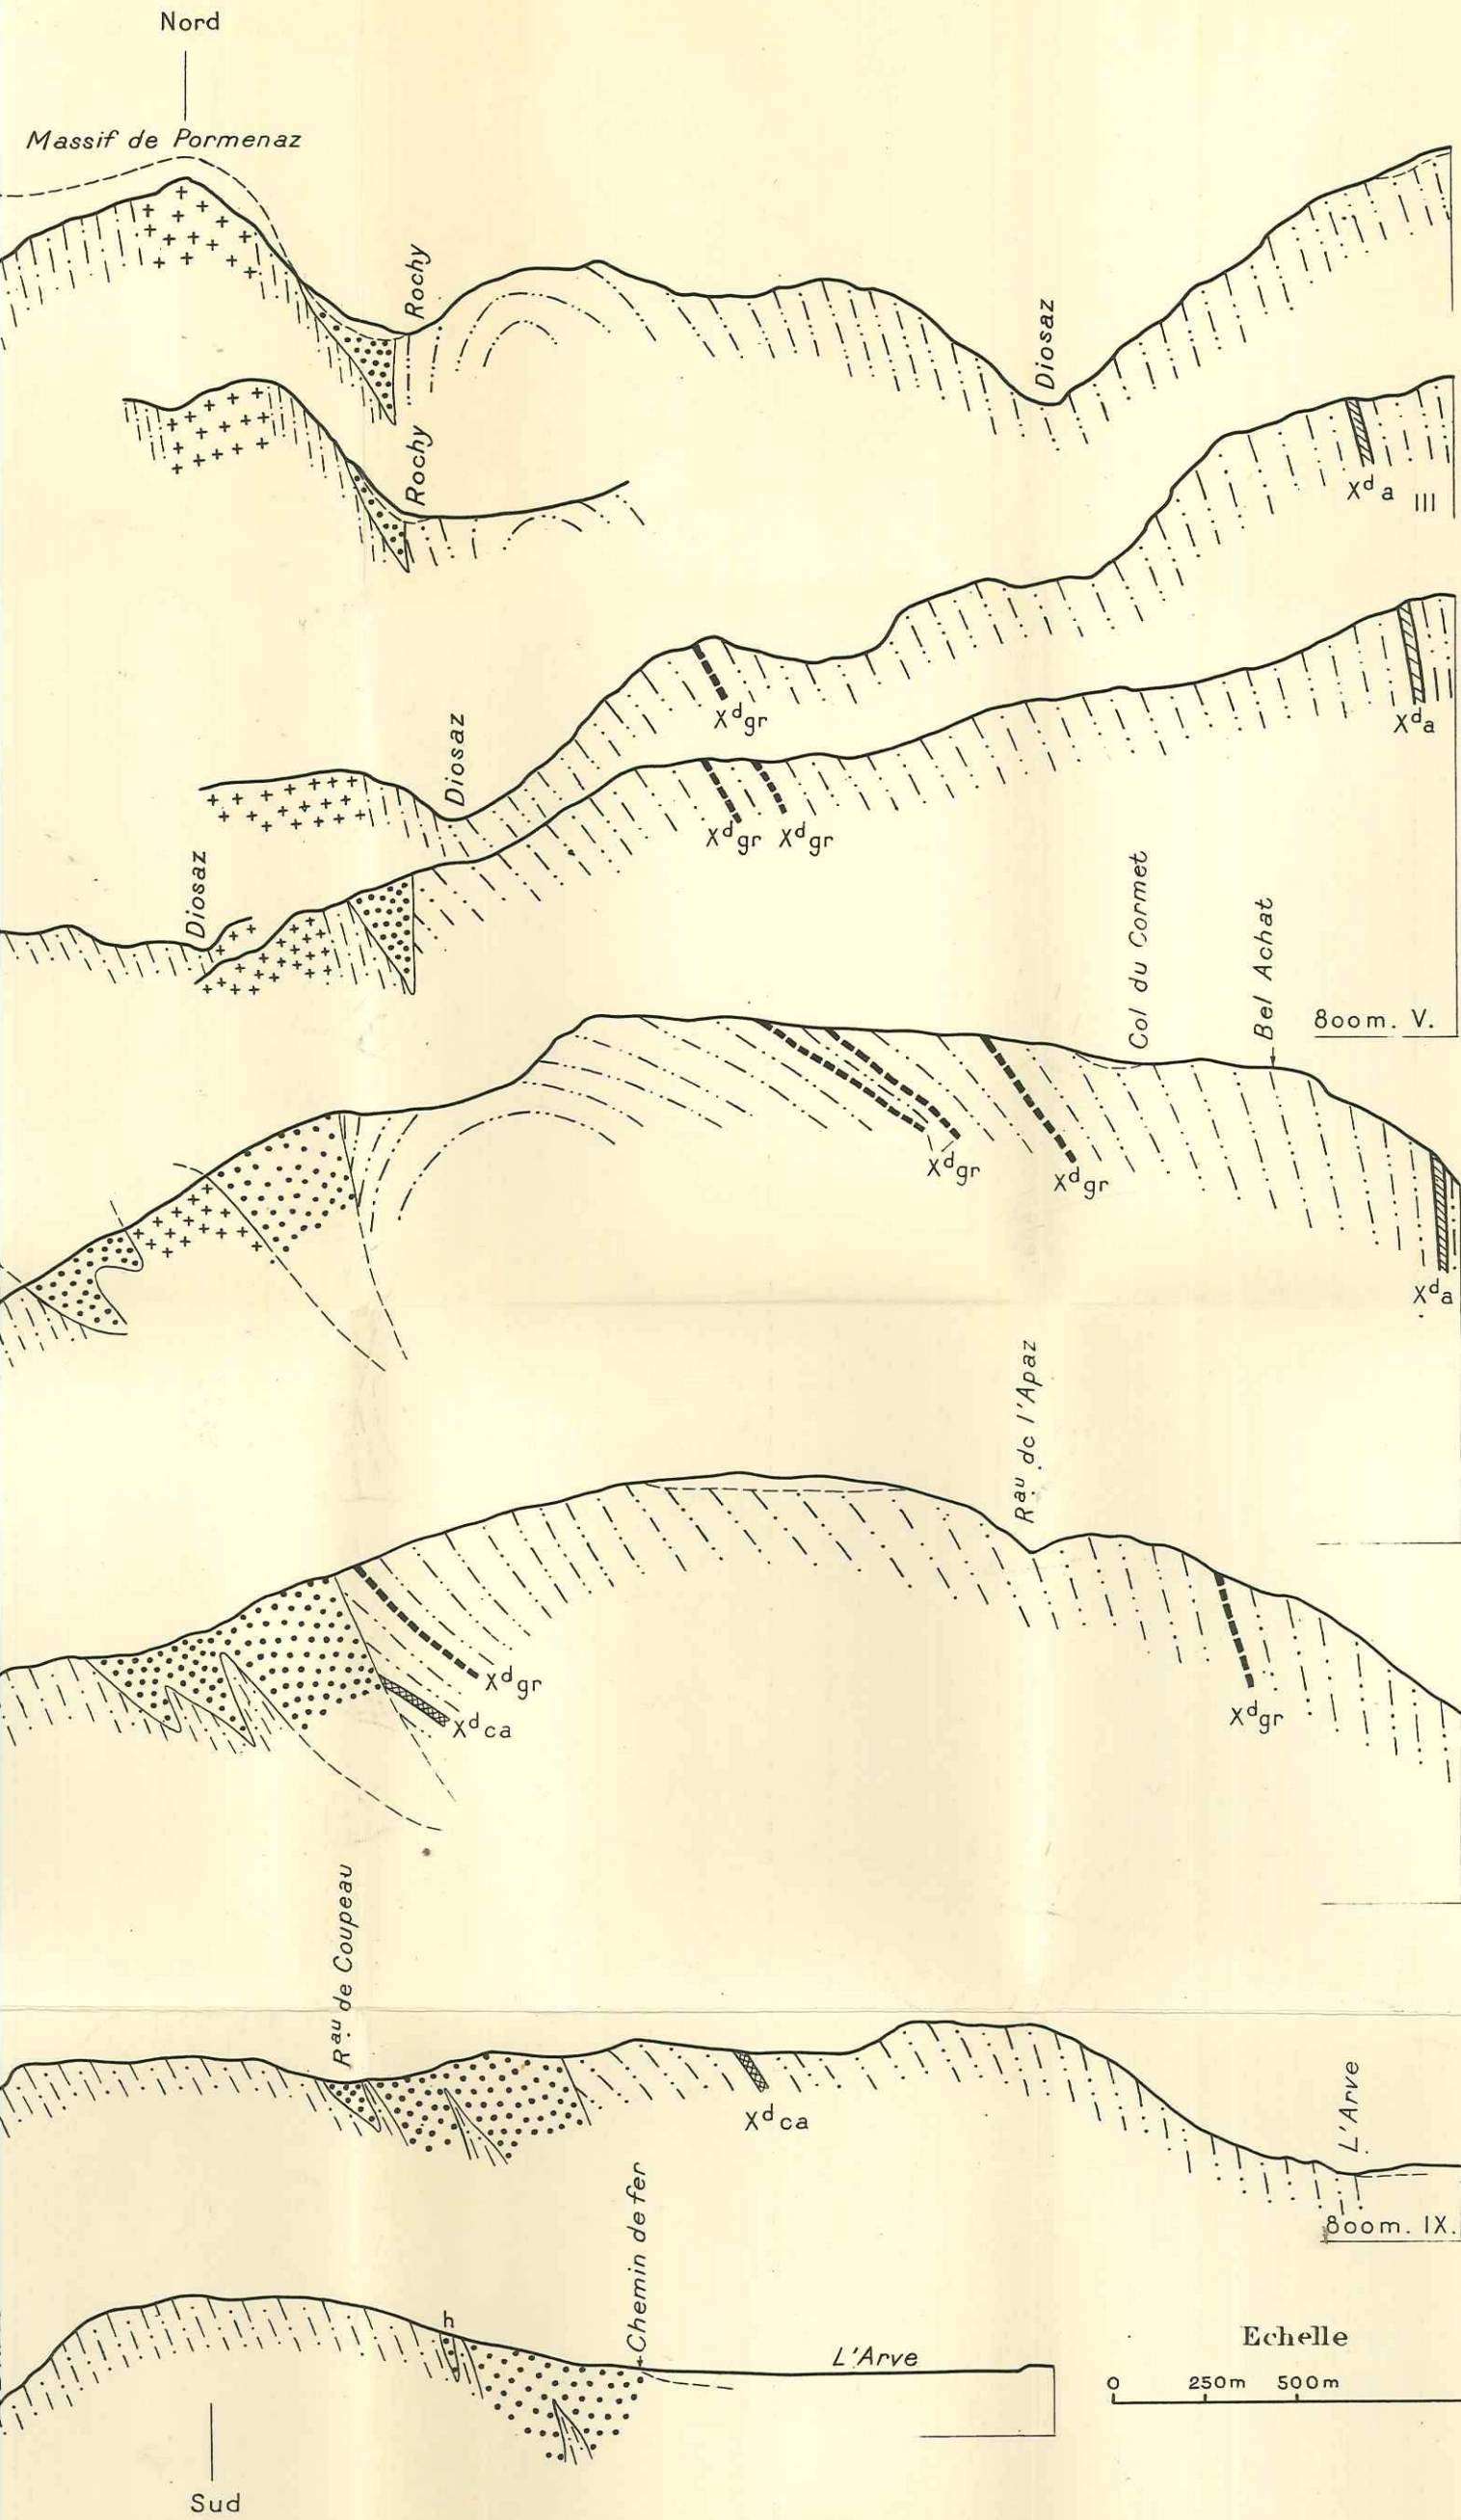 Nord
Massif de Pormenaz
Rochy
Diosaz
Rochy
Xda III
Xdgr
Diosaz
Xda
Xdgr Xdgr
Diosaz
Col du Cormet
Bel Achat
800m. V.
Xdgr
Xdgr
Xda
Rau de l'Apaz
Xdgr
Xdca
Xdgr
Rau de Coupeau
L'Arve
Xdca
Chemin de fer
800m. IX.
h
L'Arve
Echelle
0 250m 500m
Sud